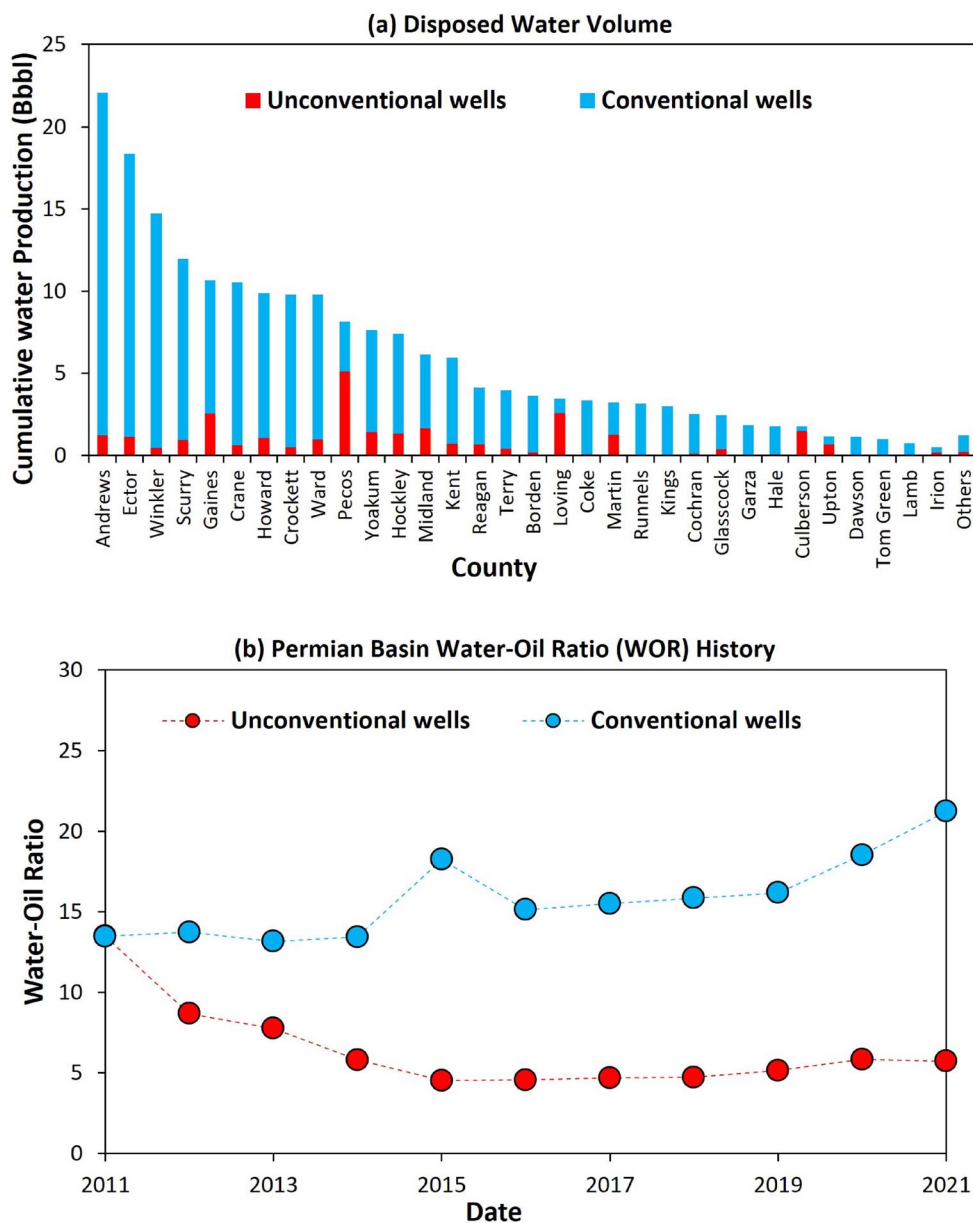 (a) Disposed Water Volume
Cumulative water Production (Bbbl)
25
20
15
10
5
0
Unconventional wells
Conventional wells
Andrews
Ector
Winkler
Scurry
Gaines
Crane
Howard
Crockett
Ward
Pecos
Yoakum
Hockley
Midland
Kent
Reagan
Terry
Borden
Loving
Coke
Martin
Runnels
Kings
Cochran
Glasscock
Garza
Hale
Culberson
Upton
Dawson
Tom Green
Lamb
Irion
Others
County
(b) Permian Basin Water-Oil Ratio (WOR) History
Water-Oil Ratio
30
25
20
15
10
5
0
Unconventional wells
Conventional wells
2011
2013
2015
2017
2019
2021
Date